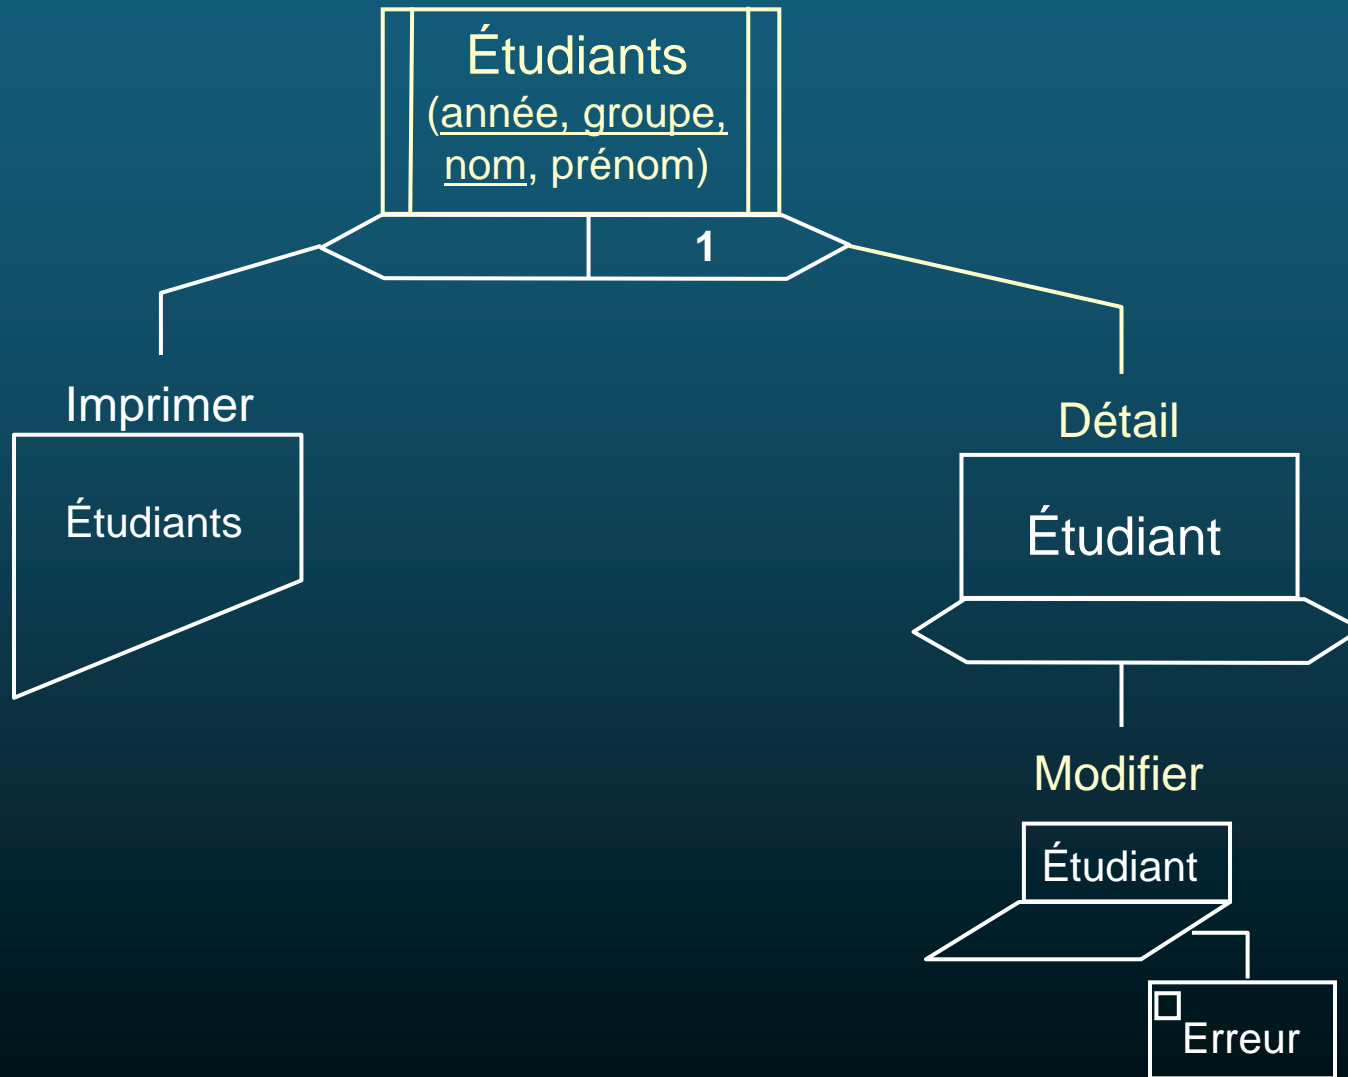 Étudiants
(année, groupe,
nom, prénom)
1
Imprimer
Étudiants
Détail
Étudiant
Modifier
Étudiant
Erreur